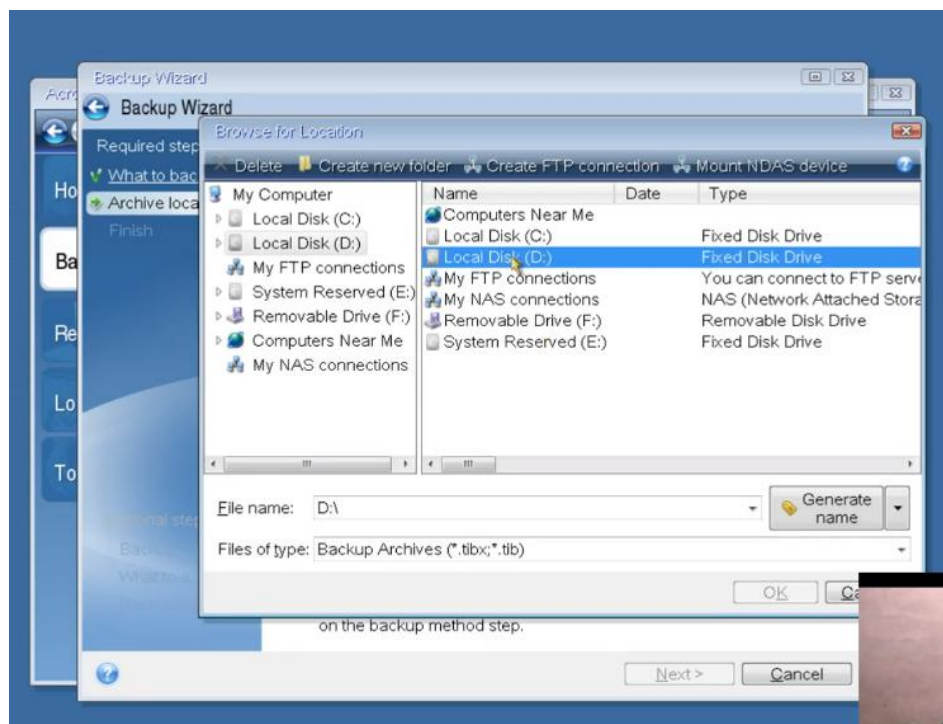 Backup Wizard
Acro
Backup Wizard
Browse for Location
Required step
Delete Create new folder Create FTP connection Mount NDAS device
What to bac
Archive loca
Finish
Ho
Ba
Re
Lo
To
My Computer
Local Disk (C:)
Local Disk (D:)
My FTP connections
System Reserved (E:)
Removable Drive (F:)
Computers Near Me
My NAS connections
Name Date Type
Computers Near Me
Local Disk (C:) Fixed Disk Drive
Local Disk (D:) Fixed Disk Drive
My FTP connections You can connect to FTP serve
My NAS connections NAS (Network Attached Stora
Removable Drive (F:) Removable Disk Drive
System Reserved (E:) Fixed Disk Drive
File name: D:\
Generate name
Files of type: Backup Archives (*.tibx;*.tib)
OK Ca
on the backup method step.
Next > Cancel